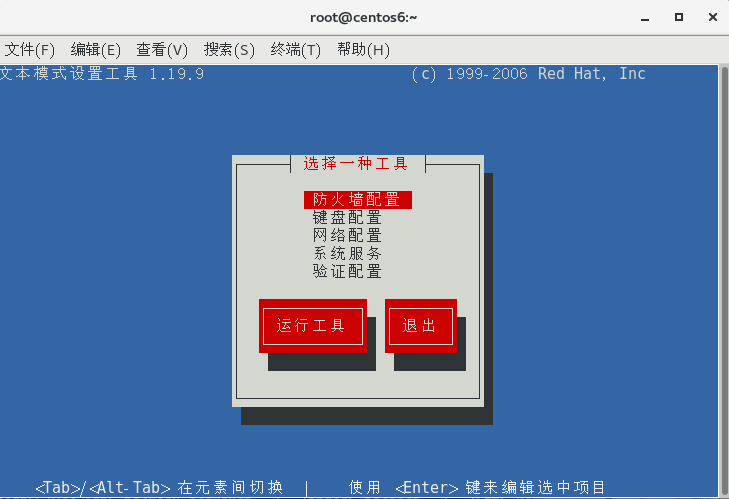 root@centos6:~
文件(F) 编辑(E) 查看(V) 搜索(S) 终端(T) 帮助(H)
文本模式设置工具 1.19.9 (c) 1999-2006 Red Hat, Inc
选择一种工具
防火墙配置
键盘配置
网络配置
系统服务
验证配置
运行工具 退出
<Tab>/<Alt-Tab> 在元素间切换 | 使用 <Enter> 键来编辑选中项目